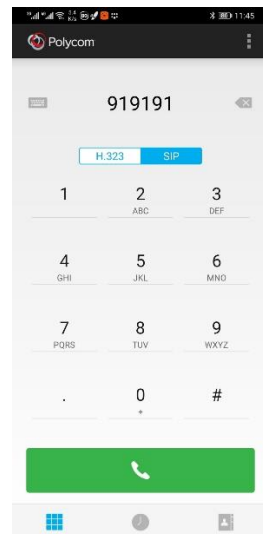 11:45
Polycom
919191
H.323 SIP
1 2 3
ABC DEF
4 5 6
GHI JKL MNO
7 8 9
PQRS TUV WXYZ
. 0 #
+